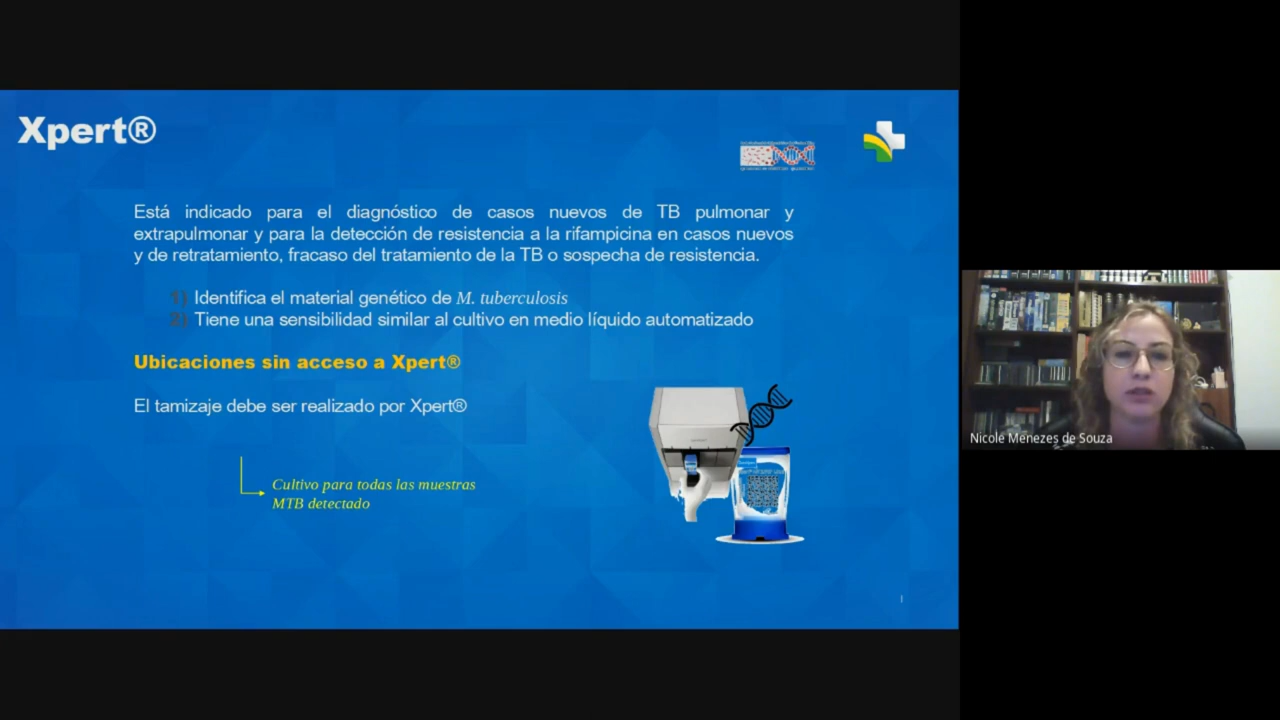 Xpert®
Está indicado para el diagnóstico de casos nuevos de TB pulmonar y
extrapulmonar y para la detección de resistencia a la rifampicina en casos nuevos
y de retratamiento, fracaso del tratamiento de la TB o sospecha de resistencia.
1) Identifica el material genético de M. tuberculosis
2) Tiene una sensibilidad similar al cultivo en medio líquido automatizado
Ubicaciones sin acceso a Xpert®
El tamizaje debe ser realizado por Xpert®
Cultivo para todas las muestras
MTB detectado
Nicole Menezes de Souza